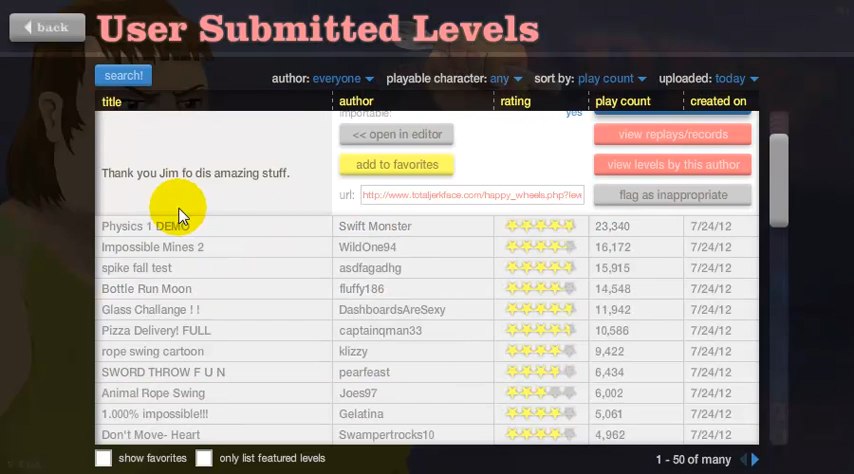 back
User Submitted Levels
search!
author: everyone playable character: any sort by: play count uploaded: today
title author rating play count created on
importable: yes
<< open in editor view replays/records
Thank you Jim fo dis amazing stuff. add to favorites view levels by this author
url: http://www.totaljerkface.com/happy_wheels.php?lev flag as inappropriate
Physics 1 DEMO Swift Monster 23,340 7/24/12
Impossible Mines 2 WildOne94 16,172 7/24/12
spike fall test asdfagadhg 15,915 7/24/12
Bottle Run Moon fluffy186 14,548 7/24/12
Glass Challange ! ! DashboardsAreSexy 11,942 7/24/12
Pizza Delivery! FULL captainqman33 10,586 7/24/12
rope swing cartoon klizzy 9,422 7/24/12
SWORD THROW F U N pearfeast 6,434 7/24/12
Animal Rope Swing Joes97 6,002 7/24/12
1.000% impossible!!! Gelatina 5,061 7/24/12
Don't Move- Heart Swampertrocks10 4,962 7/24/12
show favorites only list featured levels 1 - 50 of many